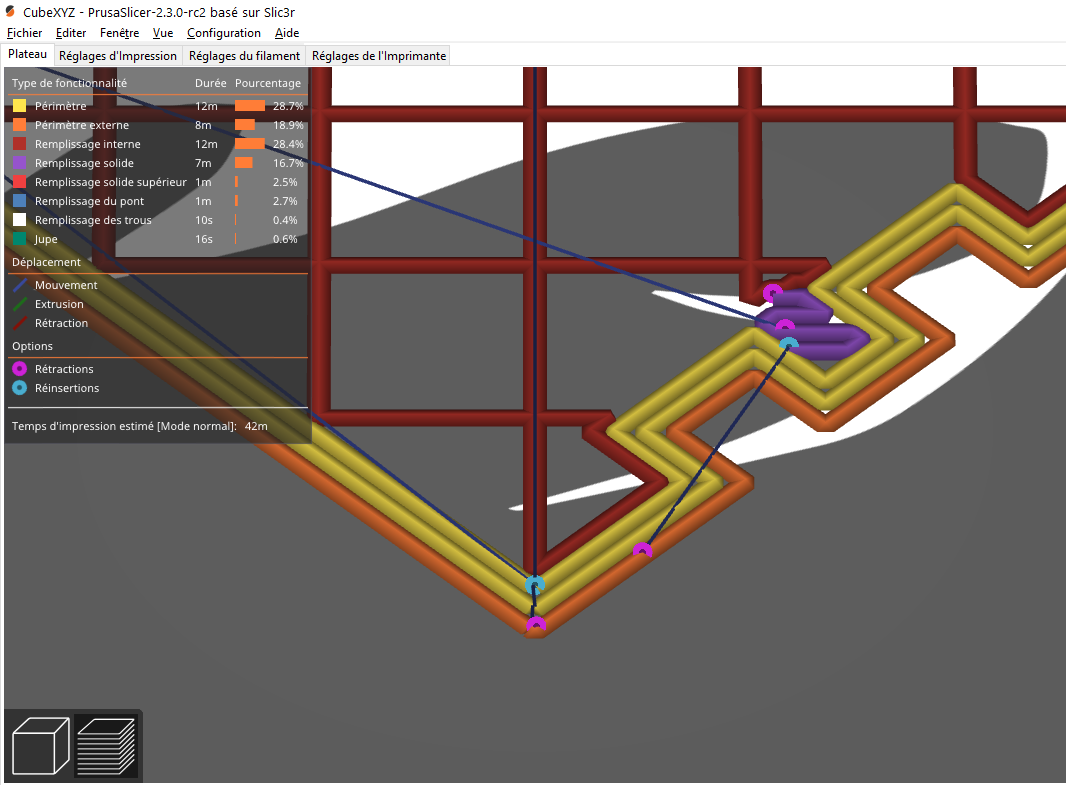 CubeXYZ - PrusaSlicer-2.3.0-rc2 basé sur Slic3r
Fichier Editer Fenêtre Vue Configuration Aide
Plateau Réglages d'Impression Réglages du filament Réglages de l'Imprimante
Type de fonctionnalité Durée Pourcentage
Périmètre 12m 28.7%
Périmètre externe 8m 18.9%
Remplissage interne 12m 28.4%
Remplissage solide 7m 16.7%
Remplissage solide supérieur 1m 2.5%
Remplissage du pont 1m 2.7%
Remplissage des trous 10s 0.4%
Jupe 16s 0.6%
Déplacement
Mouvement
Extrusion
Rétraction
Options
Rétractions
Réinsertions
Temps d'impression estimé [Mode normal]: 42m